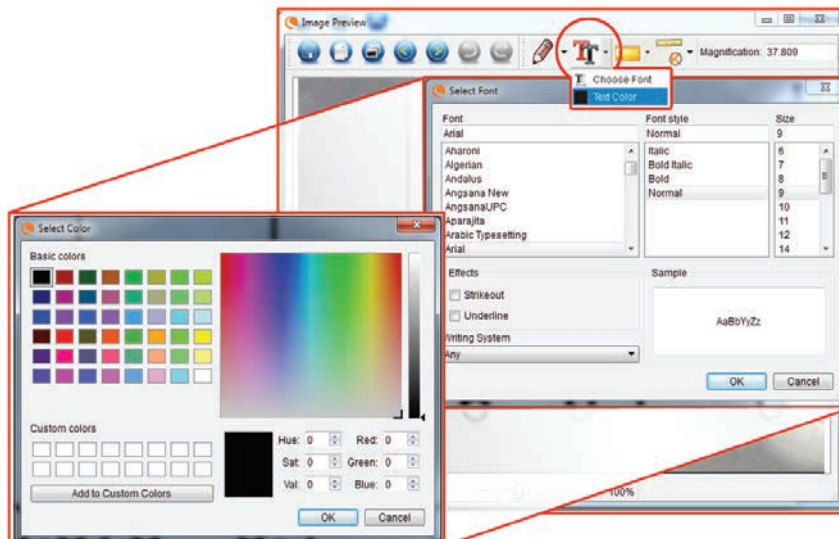 Image Preview
Magnification: 37.809
Choose Font
Text Color
Select Font
Font Font style Size
Arial Normal 9
Aharoni Italic 6
Algerian Bold Italic 7
Andalus Bold 8
Angsana New Normal 9
AngsanaUPC 10
Aparajita 11
Arabic Typesetting 12
Arial 14
Effects Sample
Strikeout
Underline
AaBbYyZz
Writing System
Any
OK Cancel
Select Color
Basic colors
Custom colors
Hue: 0 Red: 0
Sat: 0 Green: 0
Val: 0 Blue: 0
Add to Custom Colors
OK Cancel
100%